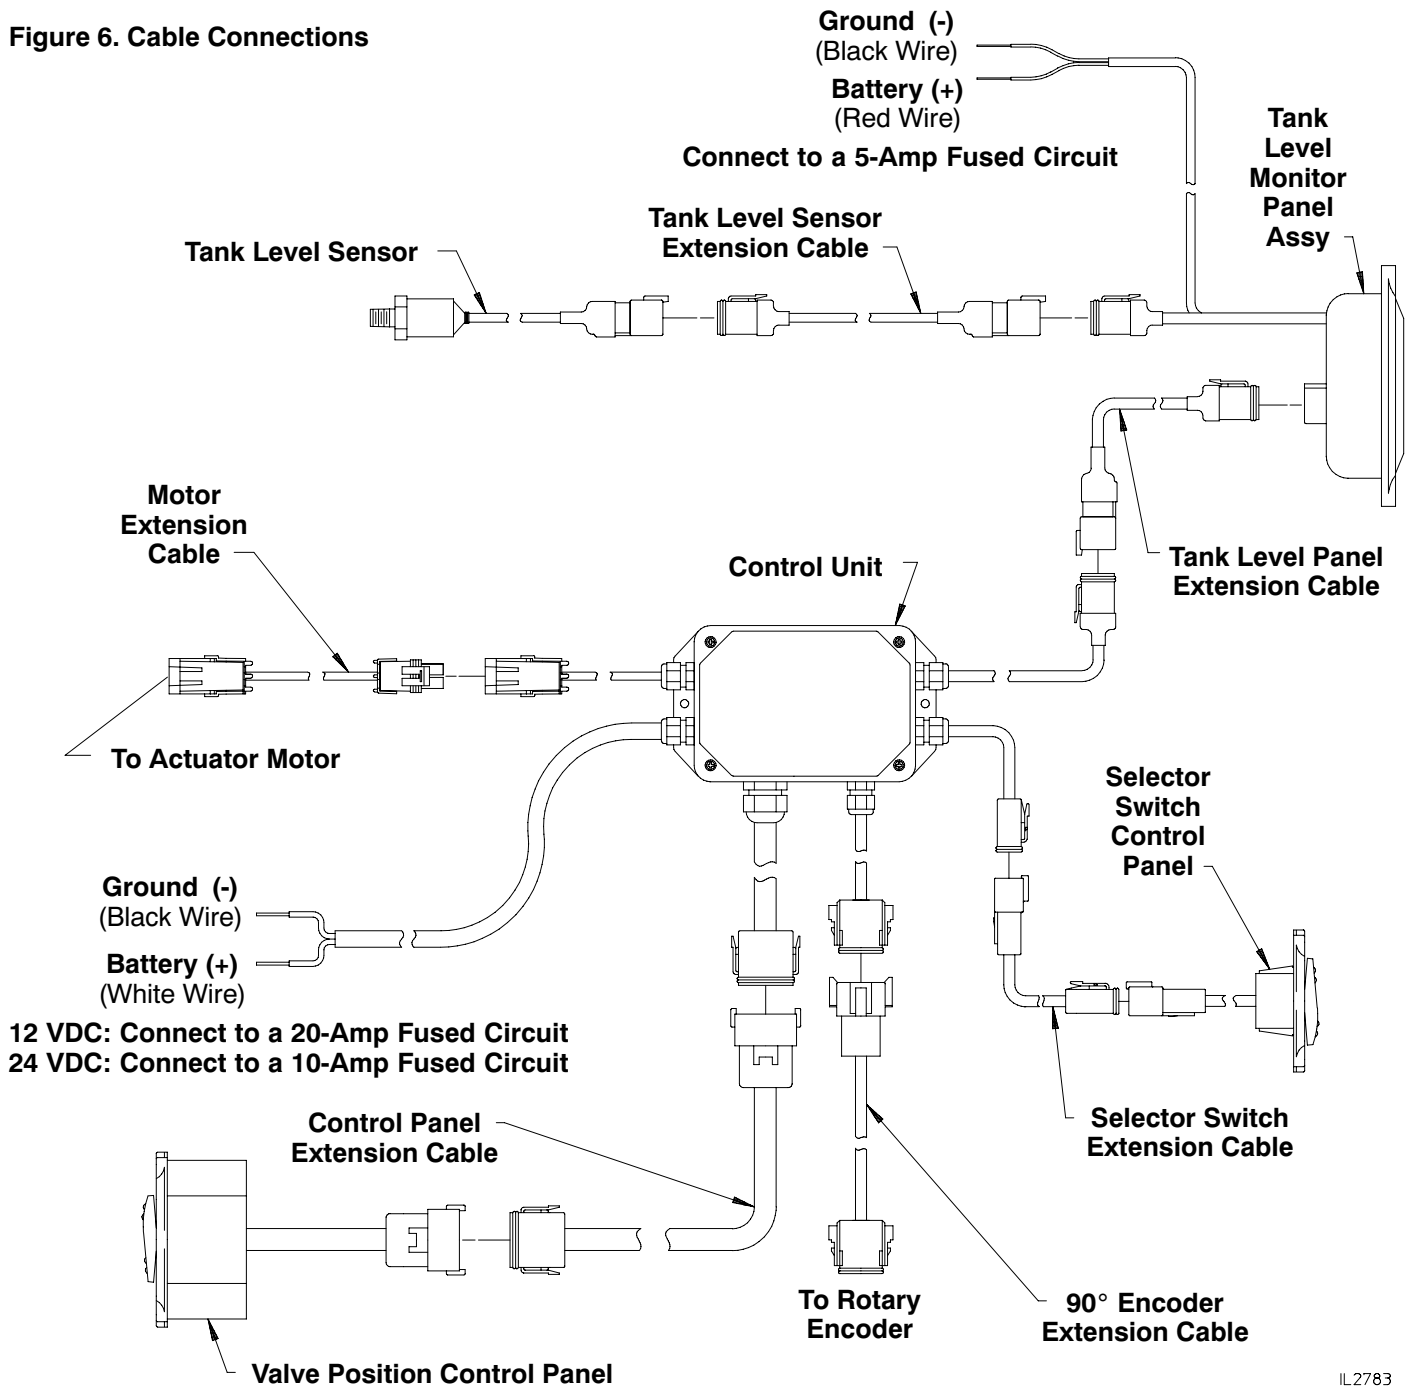 Figure 6. Cable Connections
Ground (-)
(Black Wire)
Battery (+)
(Red Wire)
Connect to a 5-Amp Fused Circuit
Tank
Level
Monitor
Panel
Assy
Tank Level Sensor
Tank Level Sensor
Extension Cable
Motor
Extension
Cable
Control Unit
Tank Level Panel
Extension Cable
To Actuator Motor
Selector
Switch
Control
Panel
Ground (-)
(Black Wire)
Battery (+)
(White Wire)
12 VDC: Connect to a 20-Amp Fused Circuit
24 VDC: Connect to a 10-Amp Fused Circuit
Control Panel
Extension Cable
Selector Switch
Extension Cable
To Rotary
Encoder
90° Encoder
Extension Cable
Valve Position Control Panel
IL2783